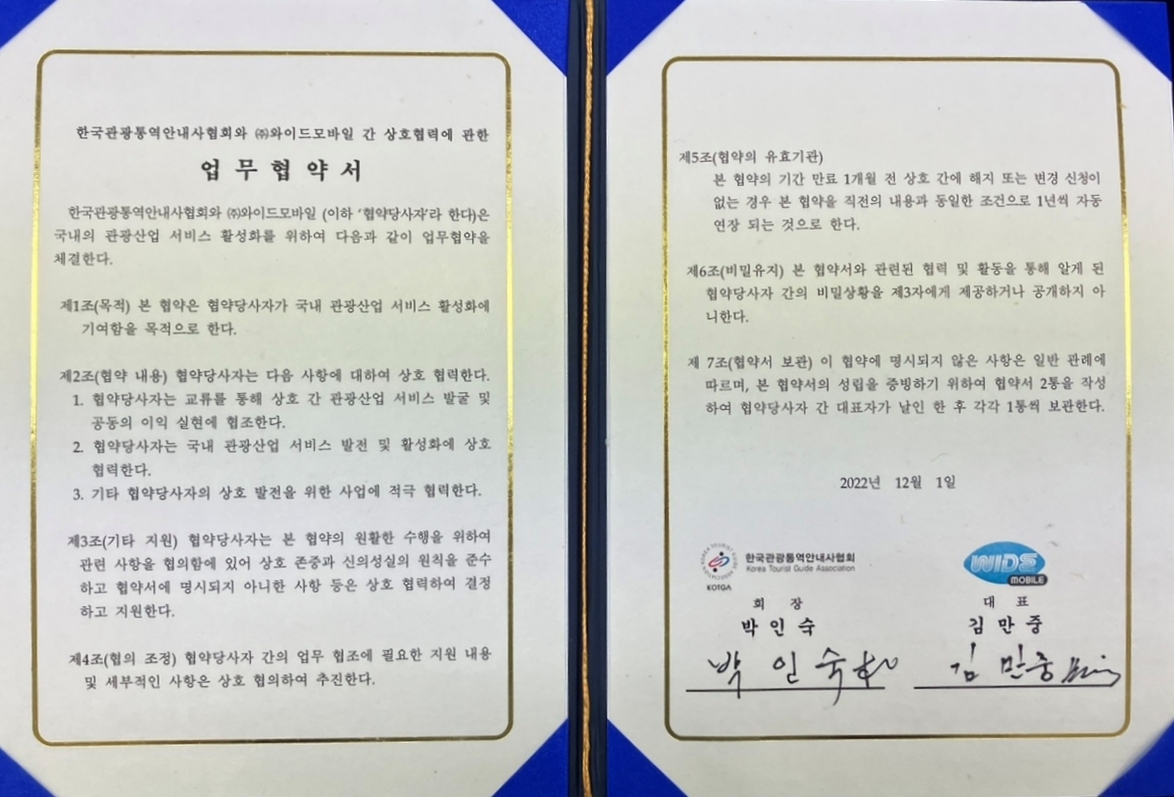 한국관광통역안내사협회와 ㈜와이드모바일 간 상호협력에 관한
업 무 협 약 서
한국관광통역안내사협회와 ㈜와이드모바일 (이하 '협약당사자'라 한다)은
국내의 관광산업 서비스 활성화를 위하여 다음과 같이 업무협약을
체결한다.
제1조(목적) 본 협약은 협약당사자가 국내 관광산업 서비스 활성화에
기여함을 목적으로 한다.
제2조(협약 내용) 협약당사자는 다음 사항에 대하여 상호 협력한다.
1. 협약당사자는 교류를 통해 상호 간 관광산업 서비스 발굴 및
공동의 이익 실현에 협조한다.
2. 협약당사자는 국내 관광산업 서비스 발전 및 활성화에 상호
협력한다.
3. 기타 협약당사자의 상호 발전을 위한 사업에 적극 협력한다.
제3조(기타 지원) 협약당사자는 본 협약의 원활한 수행을 위하여
관련 사항을 협의함에 있어 상호 존중과 신의성실의 원칙을 준수
하고 협약서에 명시되지 아니한 사항 등은 상호 협력하여 결정
하고 지원한다.
제4조(협의 조정) 협약당사자 간의 업무 협조에 필요한 지원 내용
및 세부적인 사항은 상호 협의하여 추진한다.
제5조(협약의 유효기관)
본 협약의 기간 만료 1개월 전 상호 간에 해지 또는 변경 신청이
없는 경우 본 협약을 직전의 내용과 동일한 조건으로 1년씩 자동
연장 되는 것으로 한다.
제6조(비밀유지) 본 협약서와 관련된 협력 및 활동을 통해 알게 된
협약당사자 간의 비밀상황을 제3자에게 제공하거나 공개하지 아
니한다.
제 7조(협약서 보관) 이 협약에 명시되지 않은 사항은 일반 관례에
따르며, 본 협약서의 성립을 증빙하기 위하여 협약서 2통을 작성
하여 협약당사자 간 대표자가 날인 한 후 각각 1통씩 보관한다.
2022년 12월 1일
KOREA TOURIST GUIDE ASSOCIATION
KOTGA
한국관광통역안내사협회
Korea Tourist Guide Association
회 장
박 인 숙
박 인 숙
WIDE
MOBILE
대 표
김 만 중
김 만 중